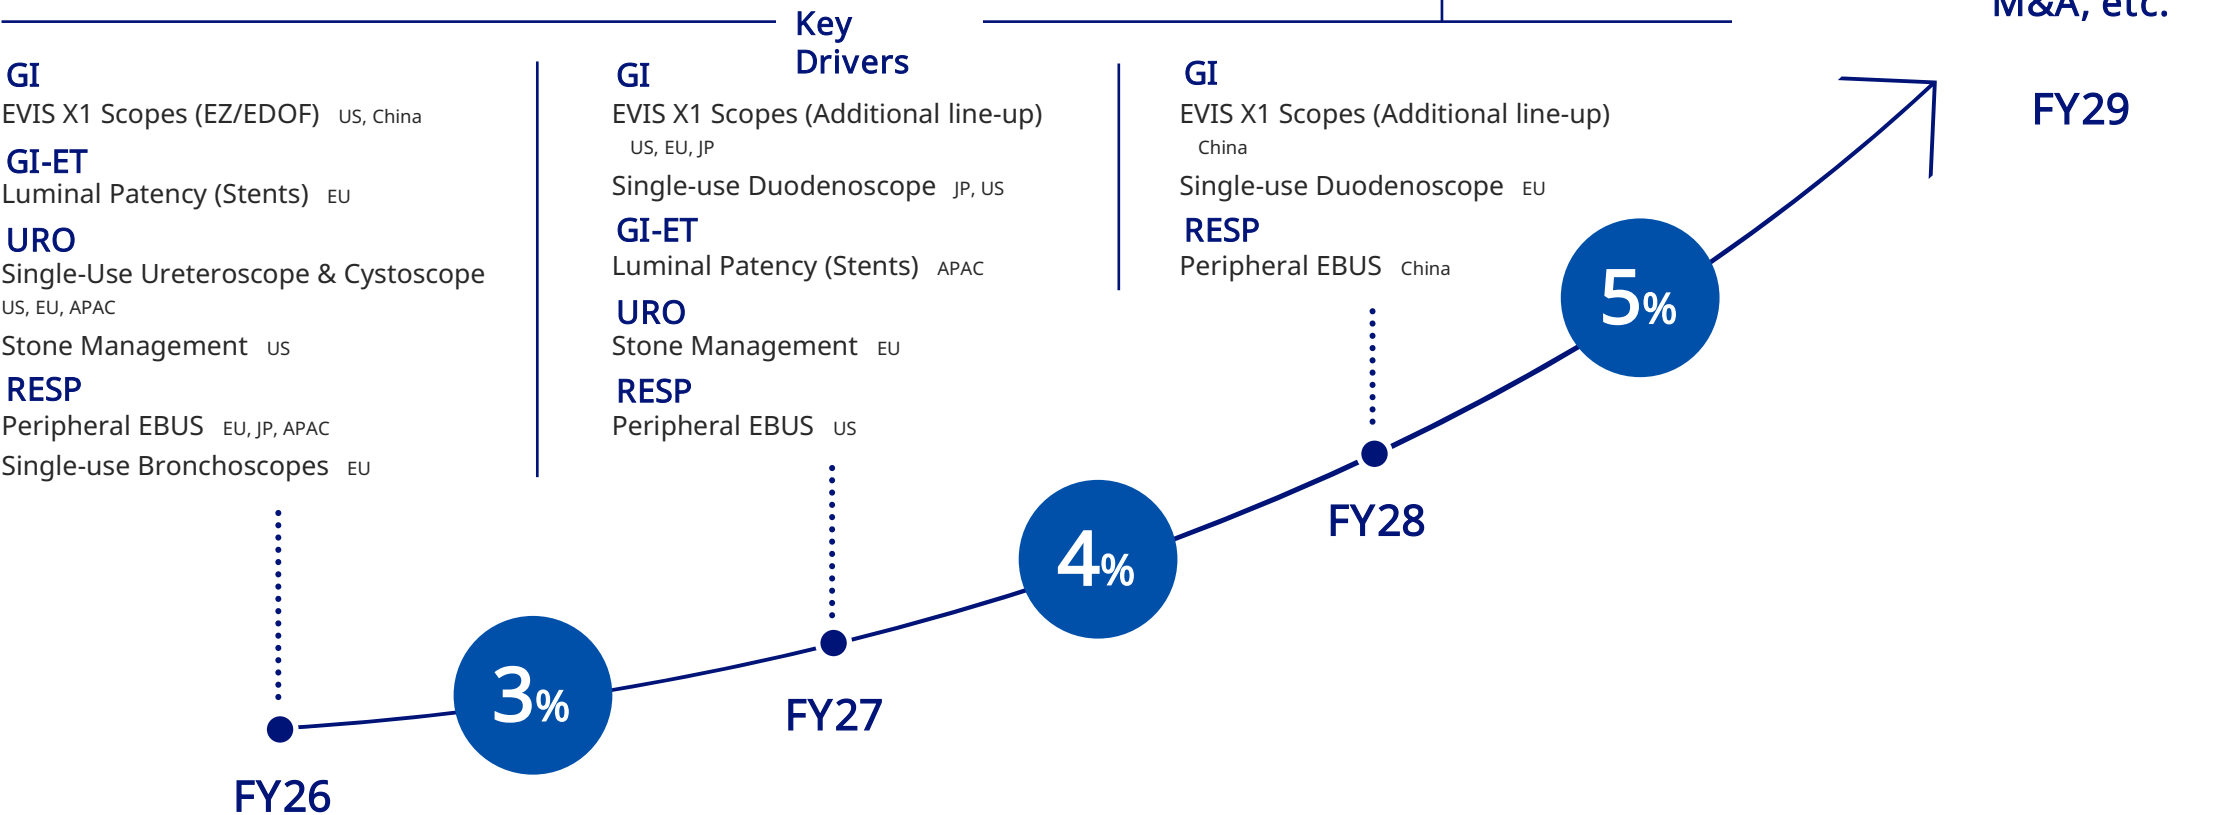 M&A, etc.
Key
Drivers
GI
EVIS X1 Scopes (EZ/EDOF) US, China
GI-ET
Luminal Patency (Stents) EU
URO
Single-Use Ureteroscope & Cystoscope
US, EU, APAC
Stone Management US
RESP
Peripheral EBUS EU, JP, APAC
Single-use Bronchoscopes EU
GI
EVIS X1 Scopes (Additional line-up)
US, EU, JP
Single-use Duodenoscope JP, US
GI-ET
Luminal Patency (Stents) APAC
URO
Stone Management EU
RESP
Peripheral EBUS US
GI
EVIS X1 Scopes (Additional line-up)
China
Single-use Duodenoscope EU
RESP
Peripheral EBUS China
FY29
5%
FY28
4%
FY27
3%
FY26